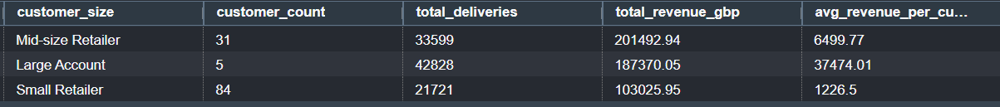 customer_size customer_count total_deliveries total_revenue_gbp avg_revenue_per_cu…
Mid-size Retailer 31 33599 201492.94 6499.77
Large Account 5 42828 187370.05 37474.01
Small Retailer 84 21721 103025.95 1226.5